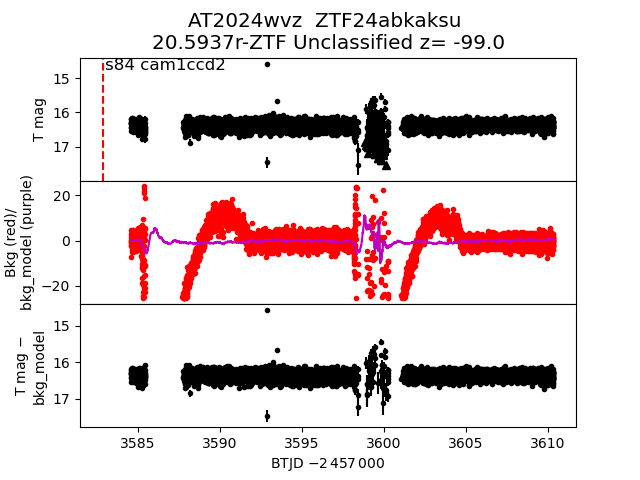 AT2024wvz  ZTF24abkaksu
20.5937r-ZTF Unclassified z= -99.0
s84 cam1ccd2
T mag
15
16
17
Bkg (red)/
bkg_model (purple)
20
0
−20
T mag −
bkg_model
15
16
17
3585 3590 3595 3600 3605 3610
BTJD −2 457 000